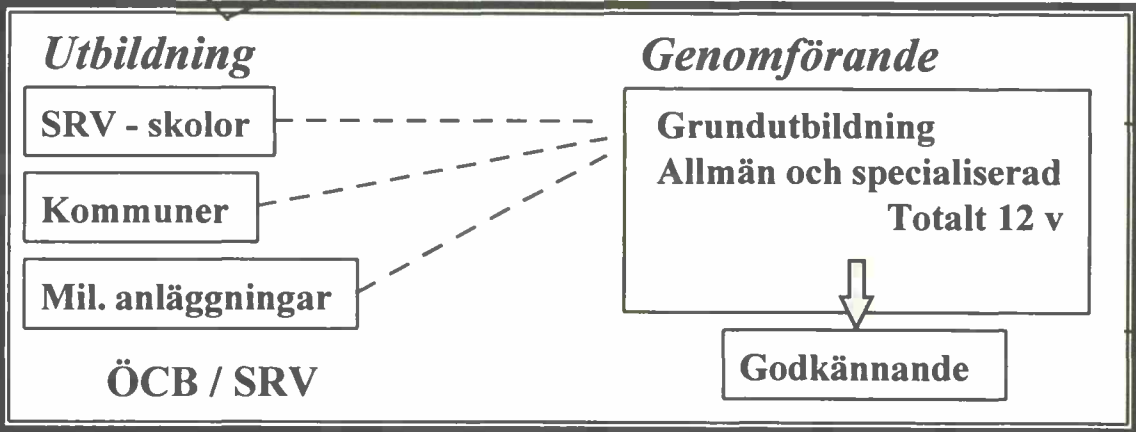 Utbildning
SRV - skolor
Kommuner
Mil. anläggningar
ÖCB / SRV
Genomförande
Grundutbildning
Allmän och specialiserad
Totalt 12 v
Godkännande